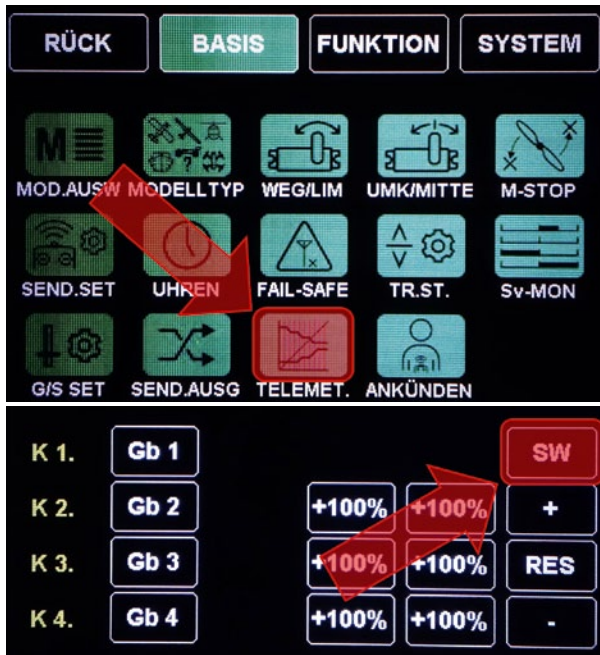 RÜCK BASIS FUNKTION SYSTEM
MOD.AUSW MODELLTYP WEG/LIM UMK/MITTE M-STOP
SEND.SET UHREN FAIL-SAFE TR.ST. Sv-MON
G/S SET SEND.AUSG TELEMET. ANKÜNDEN
K 1. Gb 1 SW
K 2. Gb 2 +100% +100% +
K 3. Gb 3 +100% +100% RES
K 4. Gb 4 +100% +100% -